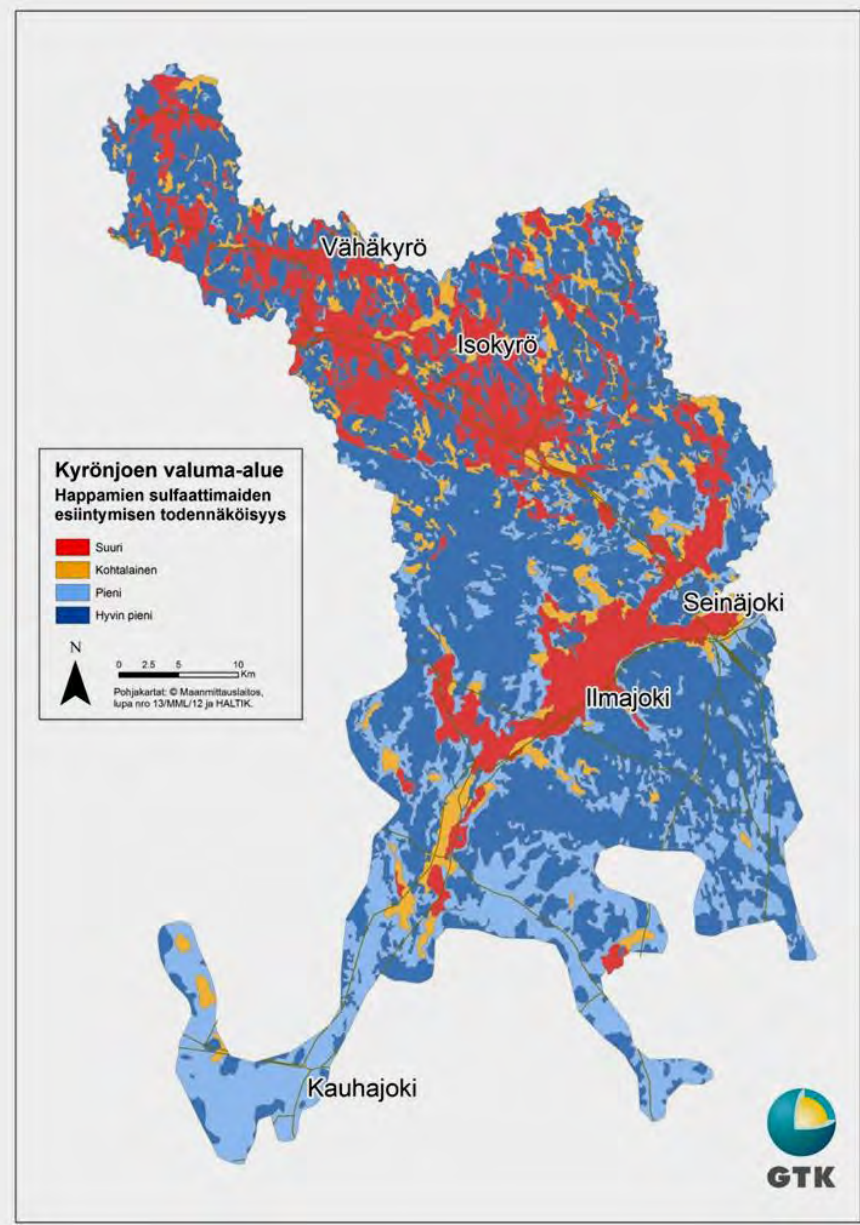 Vähäkyrö
Isokyrö
Kyrönjoen valuma-alue
Happamien sulfaattimaiden
esiintymisen todennäköisyys
Suuri
Kohtalainen
Pieni
Hyvin pieni
N
0 2.5 5 10
Km
Pohjakartat: © Maanmittauslaitos,
lupa nro 13/MML/12 ja HALTIK.
Seinäjoki
Ilmajoki
Kauhajoki
GTK